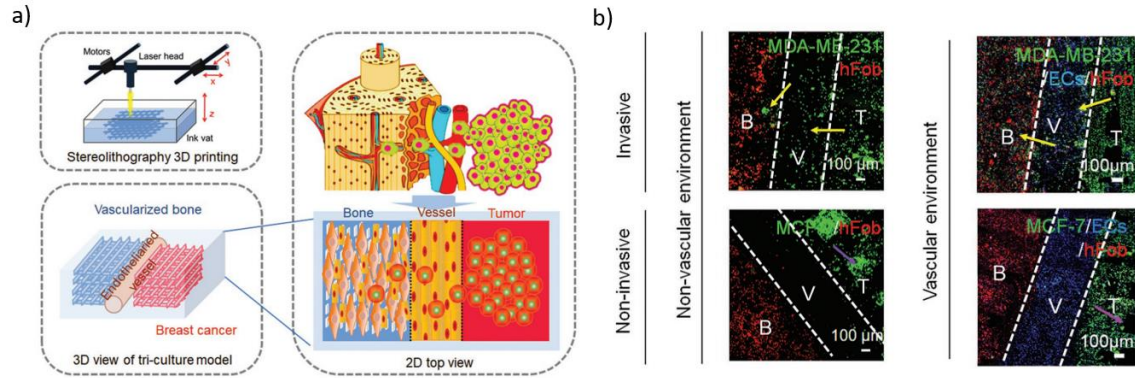 a)
Motors
Laser head
Y
X
Z
Ink vat
Stereolithography 3D printing
Vascularized bone
Endotheliaried
vessel
Breast cancer
3D view of tri-culture model
Bone
Vessel
Tumor
2D top view
b)
Invasive
Non-invasive
Non-vascular environment
MDA-MB-231
hFob
B
V
T
100 μm
MCF-7/hFob
B
V
T
100 μm
Vascular environment
MDA-MB-231
ECs/hFob
B
V
T
100μm
MCF-7/ECs
/hFob
B
V
T
100μm